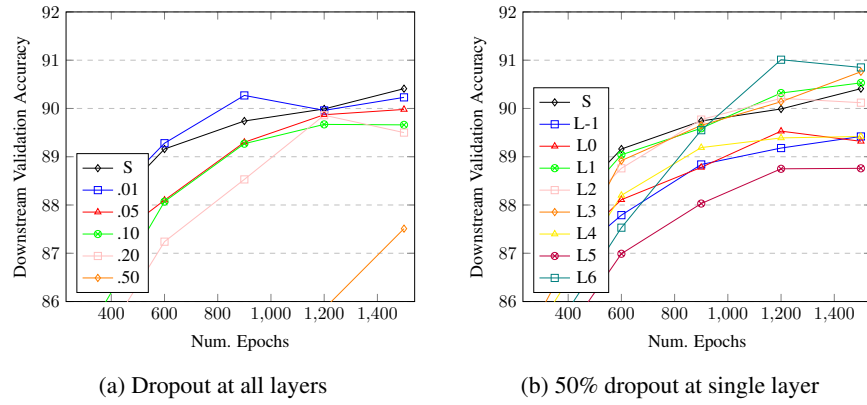 92
91
90
89
88
87
86
Downstream Validation Accuracy
S
.01
.05
.10
.20
.50
400 600 800 1,000 1,200 1,400
Num. Epochs
(a) Dropout at all layers
92
91
90
89
88
87
86
Downstream Validation Accuracy
S
L-1
L0
L1
L2
L3
L4
L5
L6
400 600 800 1,000 1,200 1,400
Num. Epochs
(b) 50% dropout at single layer